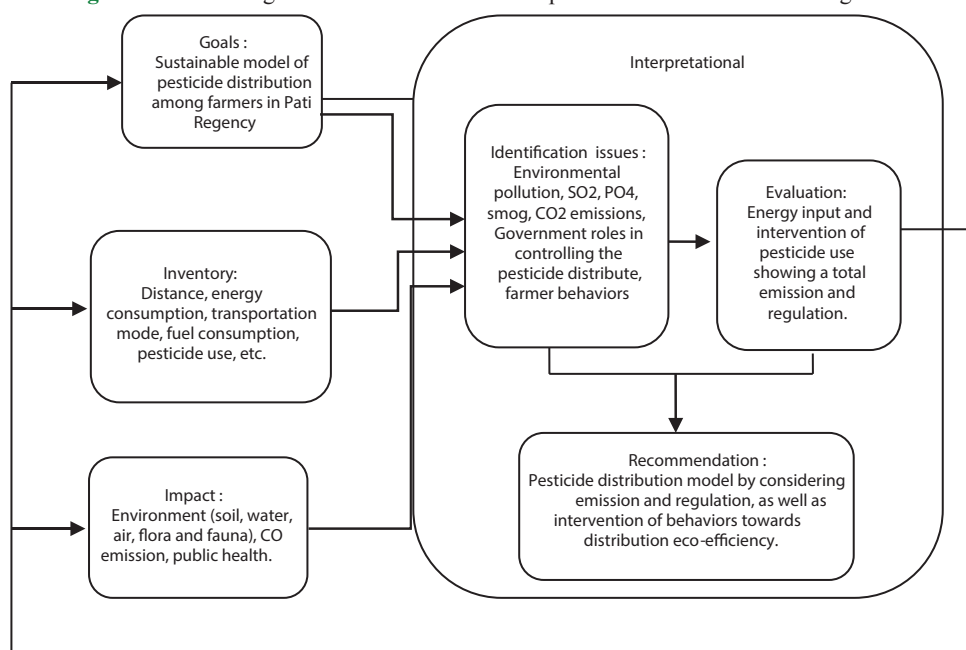 Goals :
Sustainable model of
pesticide distribution
among farmers in Pati
Regency
Interpretational
Identification issues :
Environmental
pollution, SO2, PO4,
smog, CO2 emissions,
Government roles in
controlling the
pesticide distribute,
farmer behaviors
Evaluation:
Energy input and
intervention of
pesticide use
showing a total
emission and
regulation.
Inventory:
Distance, energy
consumption, transportation
mode, fuel consumption,
pesticide use, etc.
Recommendation :
Pesticide distribution model by considering
emission and regulation, as well as
intervention of behaviors towards
distribution eco-efficiency.
Impact :
Environment (soil, water,
air, flora and fauna), CO
emission, public health.